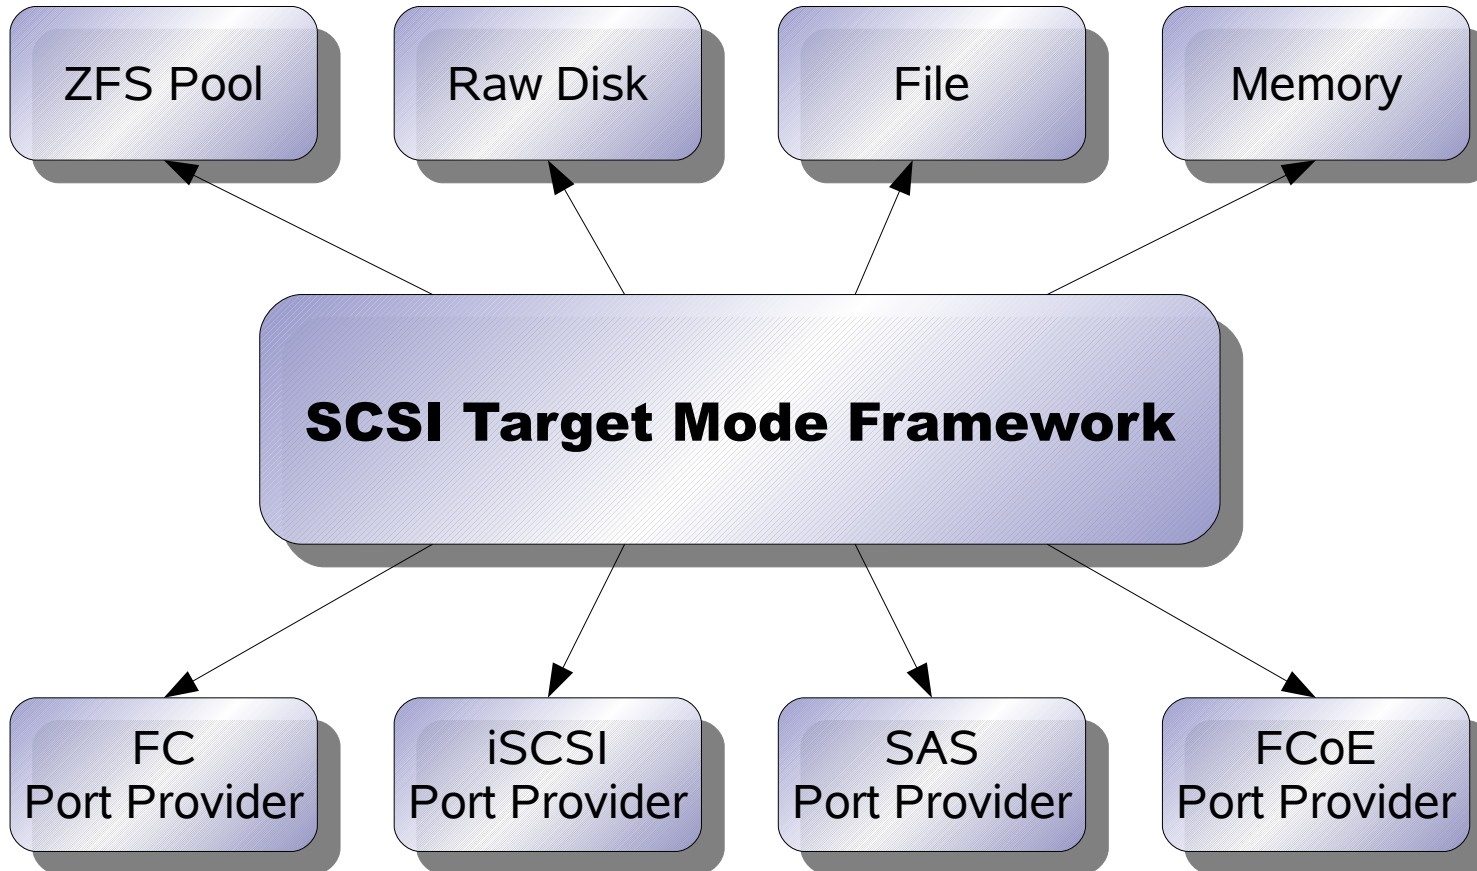 ZFS Pool
Raw Disk
File
Memory
SCSI Target Mode Framework
FC
Port Provider
iSCSI
Port Provider
SAS
Port Provider
FCoE
Port Provider